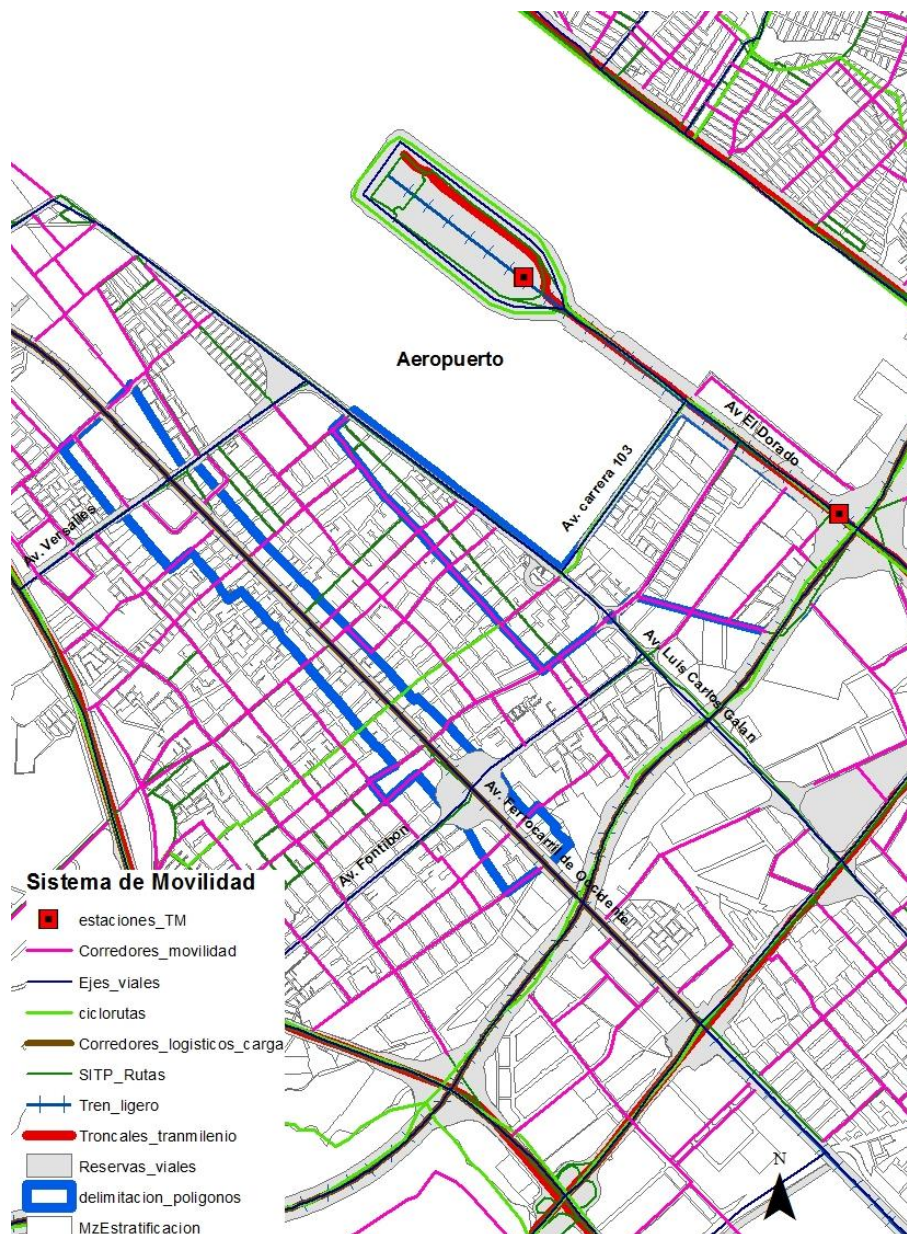 Aeropuerto
Av El Dorado
Av. carrera 103
Av. Versalles
Av. Luis Carlos Galan
Av. Ferrocarril de Occidente
Av. Fontibon
Sistema de Movilidad
estaciones_TM
Corredores_movilidad
Ejes_viales
ciclorutas
Corredores_logisticos_carga
SITP_Rutas
Tren_ligero
Troncales_tranmilenio
Reservas_viales
delimitacion_poligonos
MzEstratificacion
N